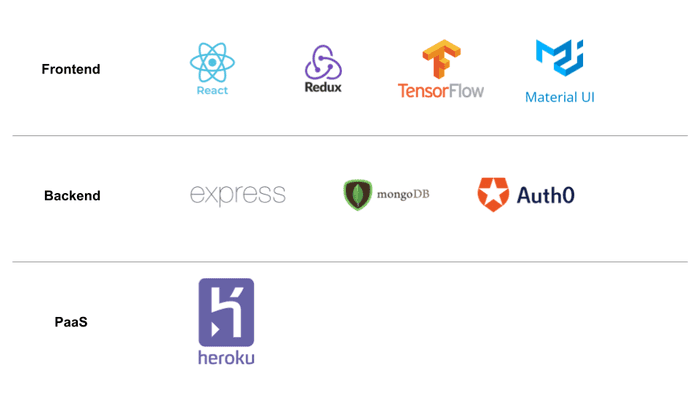 Frontend
React
Redux
TensorFlow
Material UI
Backend
express
mongoDB
Auth0
PaaS
heroku